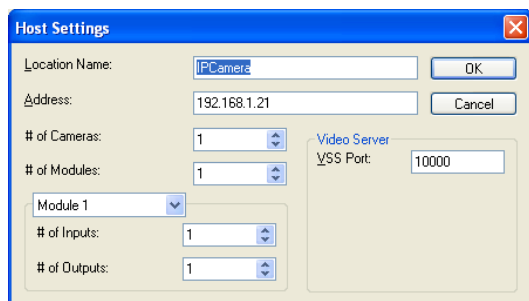 Host Settings
Location Name: IPCamera OK
Address: 192.168.1.21 Cancel
# of Cameras: 1
# of Modules: 1
Module 1
# of Inputs: 1
# of Outputs: 1
Video Server
VSS Port: 10000